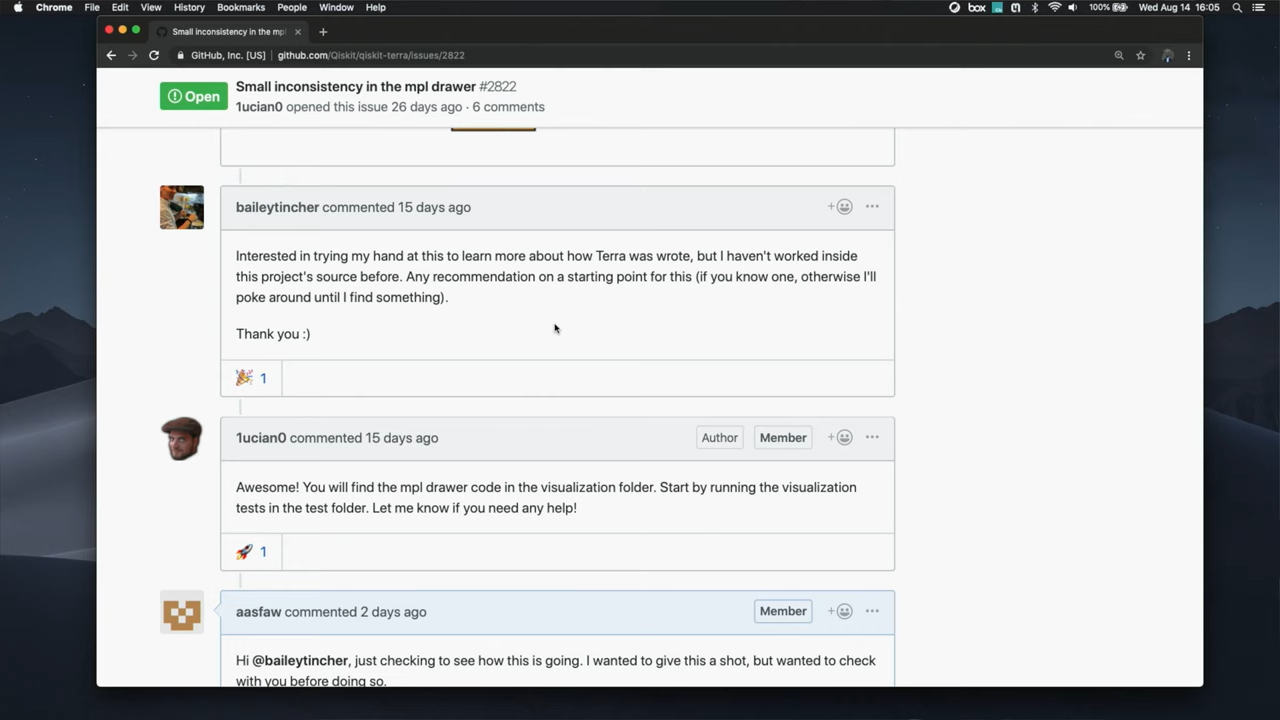 Chrome File Edit View History Bookmarks People Window Help
box 100% Wed Aug 14 16:05
Small inconsistency in the mpl
GitHub, Inc. [US] github.com/Qiskit/qiskit-terra/issues/2822
Open
Small inconsistency in the mpl drawer #2822
1ucian0 opened this issue 26 days ago · 6 comments
baileytincher commented 15 days ago
Interested in trying my hand at this to learn more about how Terra was wrote, but I haven't worked inside
this project's source before. Any recommendation on a starting point for this (if you know one, otherwise I'll
poke around until I find something).
Thank you :)
🎉 1
1ucian0 commented 15 days ago Author Member
Awesome! You will find the mpl drawer code in the visualization folder. Start by running the visualization
tests in the test folder. Let me know if you need any help!
🚀 1
aasfaw commented 2 days ago Member
Hi @baileytincher, just checking to see how this is going. I wanted to give this a shot, but wanted to check
with you before doing so.